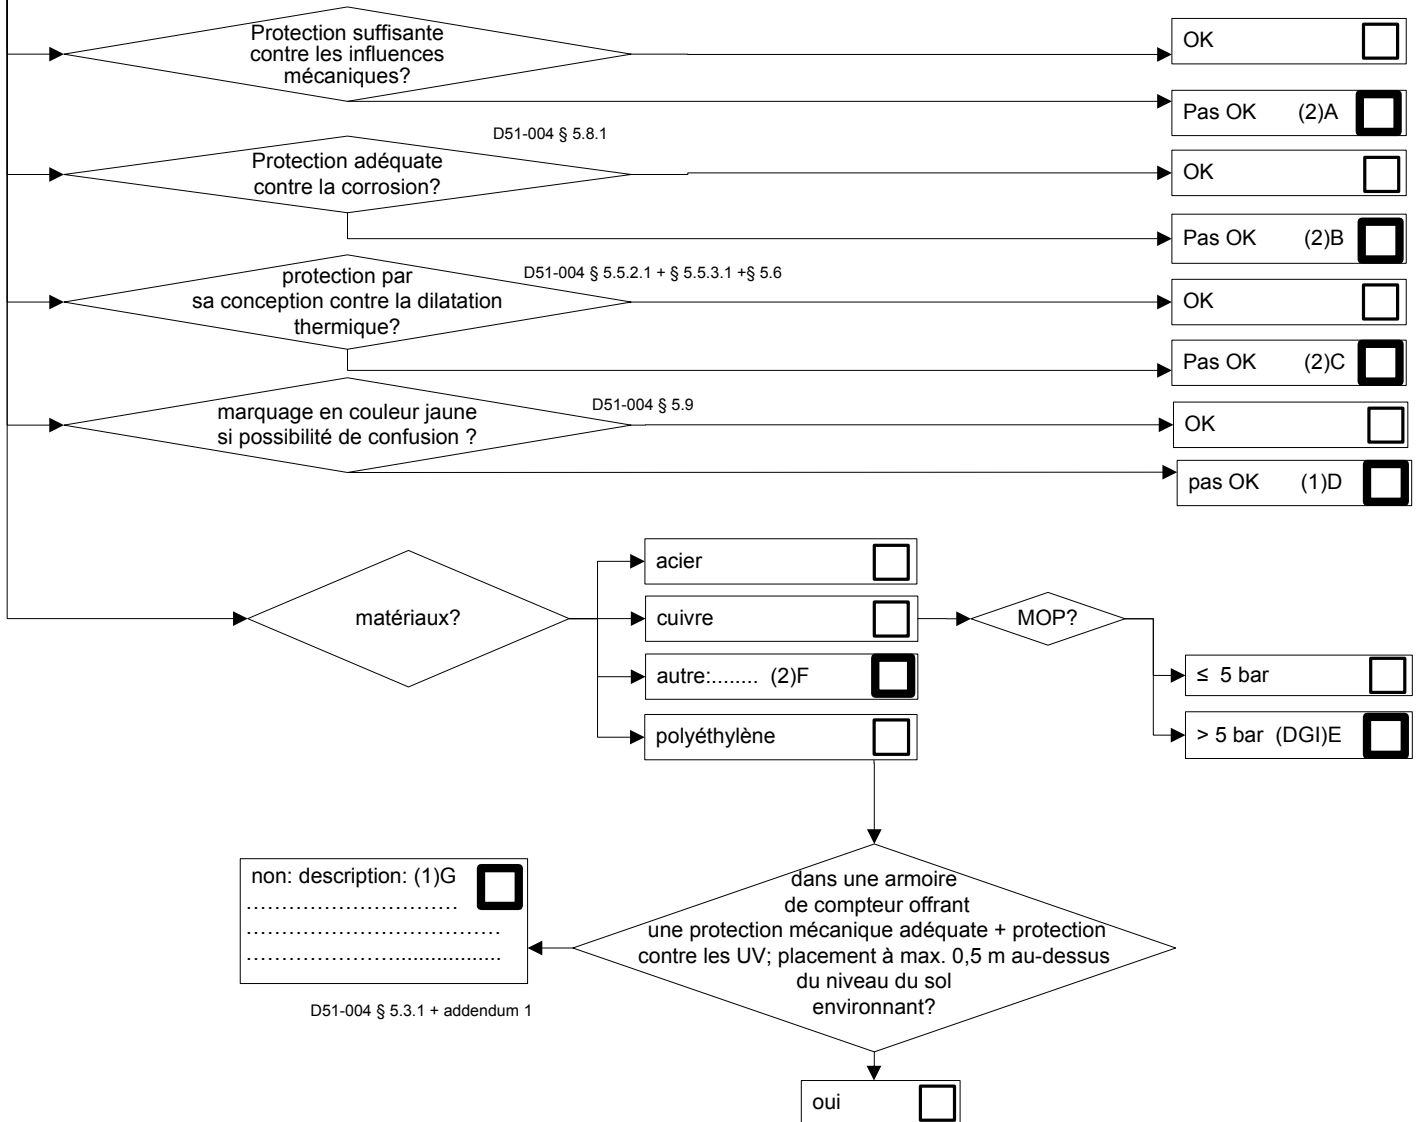 Protection suffisante
contre les influences
mécaniques?
OK
Pas OK (2)A
D51-004 § 5.8.1
Protection adéquate
contre la corrosion?
OK
Pas OK (2)B
D51-004 § 5.5.2.1 + § 5.5.3.1 +§ 5.6
protection par
sa conception contre la dilatation
thermique?
OK
Pas OK (2)C
D51-004 § 5.9
marquage en couleur jaune
si possibilité de confusion ?
OK
pas OK (1)D
matériaux?
acier
cuivre
autre:........ (2)F
polyéthylène
MOP?
≤ 5 bar
> 5 bar (DGI)E
non: description: (1)G
..............................
....................................
....................................
D51-004 § 5.3.1 + addendum 1
dans une armoire
de compteur offrant
une protection mécanique adéquate + protection
contre les UV; placement à max. 0,5 m au-dessus
du niveau du sol
environnant?
oui